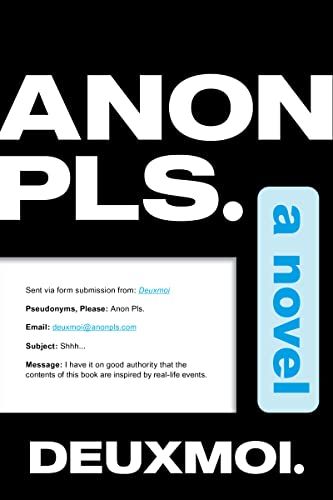 ANON
PLS.
a novel
Sent via form submission from: Deuxmoi
Pseudonyms, Please: Anon Pls.
Email: deuxmoi@anonpls.com
Subject: Shhh...
Message: I have it on good authority that the
contents of this book are inspired by real-life events.
DEUXMOI.